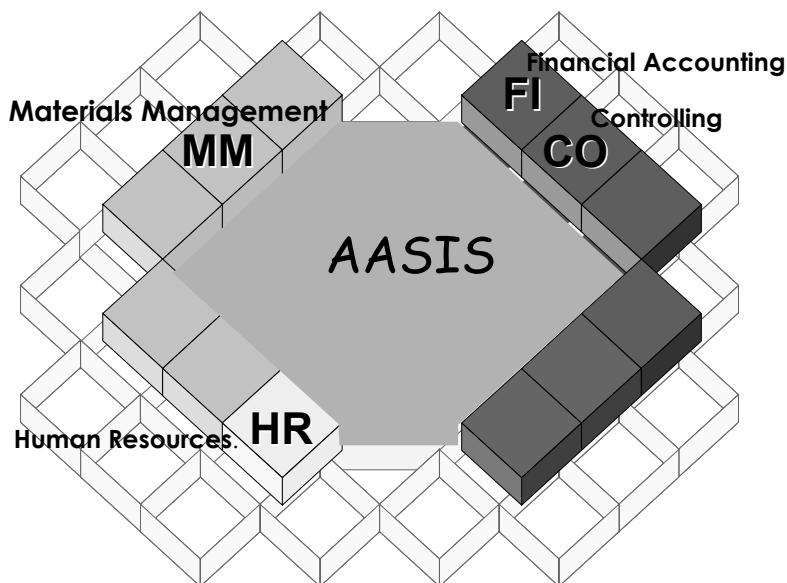 Financial Accounting
FI
Materials Management
Controlling
MM
CO
AASIS
HR
Human Resources.